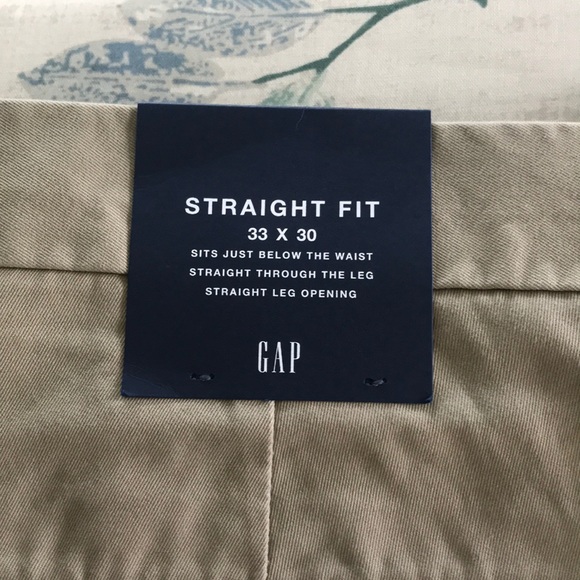 STRAIGHT FIT
33 X 30
SITS JUST BELOW THE WAIST
STRAIGHT THROUGH THE LEG
STRAIGHT LEG OPENING
GAP